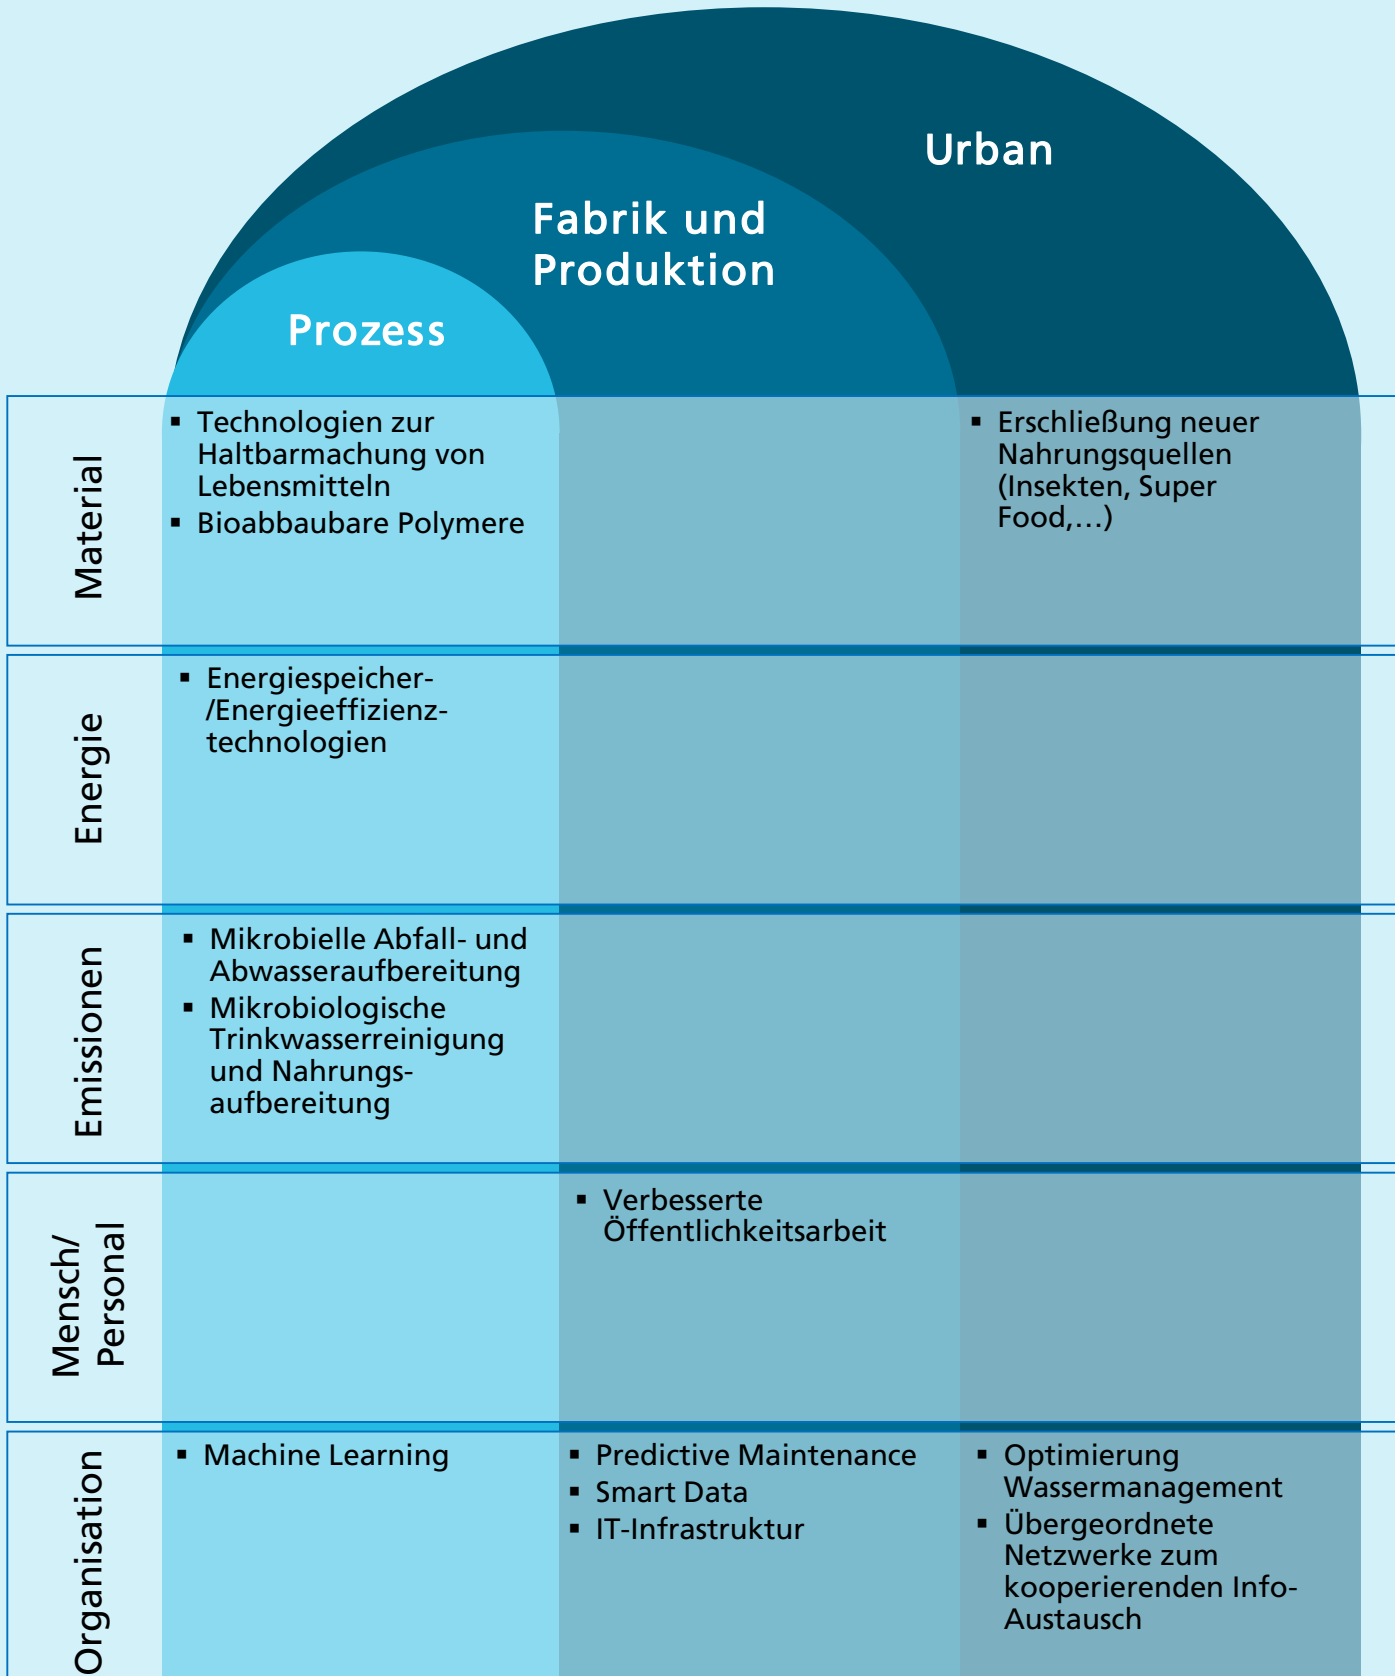 Urban
Fabrik und
Produktion
Prozess
Material
▪ Technologien zur
Haltbarmachung von
Lebensmitteln
▪ Bioabbaubare Polymere
▪ Erschließung neuer
Nahrungsquellen
(Insekten, Super
Food,…)
Energie
▪ Energiespeicher-
/Energieeffizienz-
technologien
Emissionen
▪ Mikrobielle Abfall- und
Abwasseraufbereitung
▪ Mikrobiologische
Trinkwasserreinigung
und Nahrungs-
aufbereitung
Mensch/
Personal
▪ Verbesserte
Öffentlichkeitsarbeit
Organisation
▪ Machine Learning
▪ Predictive Maintenance
▪ Smart Data
▪ IT-Infrastruktur
▪ Optimierung
Wassermanagement
▪ Übergeordnete
Netzwerke zum
kooperierenden Info-
Austausch